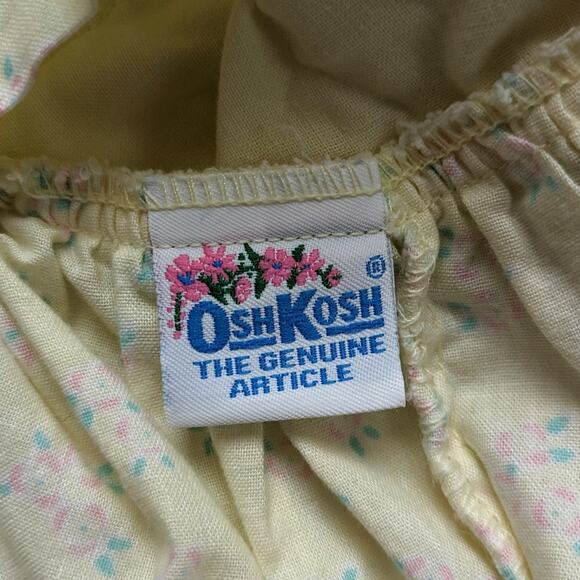 OSHKOSH ®
THE GENUINE
ARTICLE